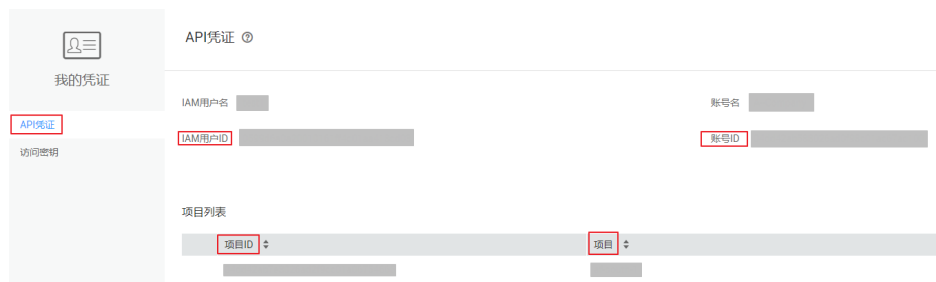 API凭证
我的凭证
IAM用户名
账号名
API凭证
IAM用户ID
账号ID
访问密钥
项目列表
项目ID
项目